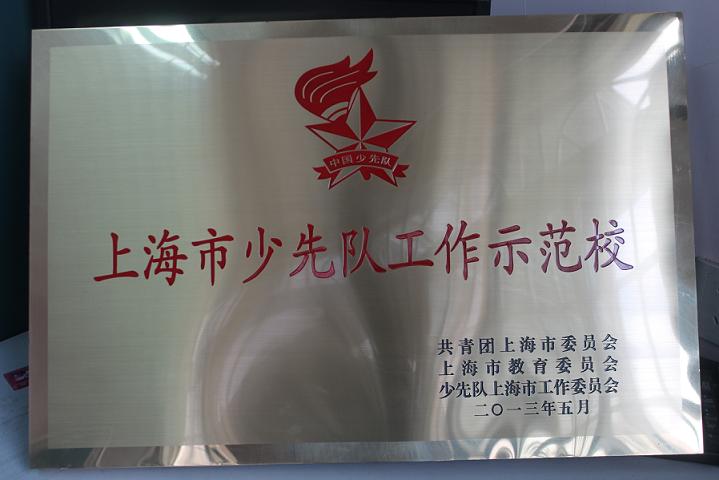 中国少先队
上海市少先队工作示范校
共青团上海市委员会
上海市教育委员会
少先队上海市工作委员会
二〇一三年五月